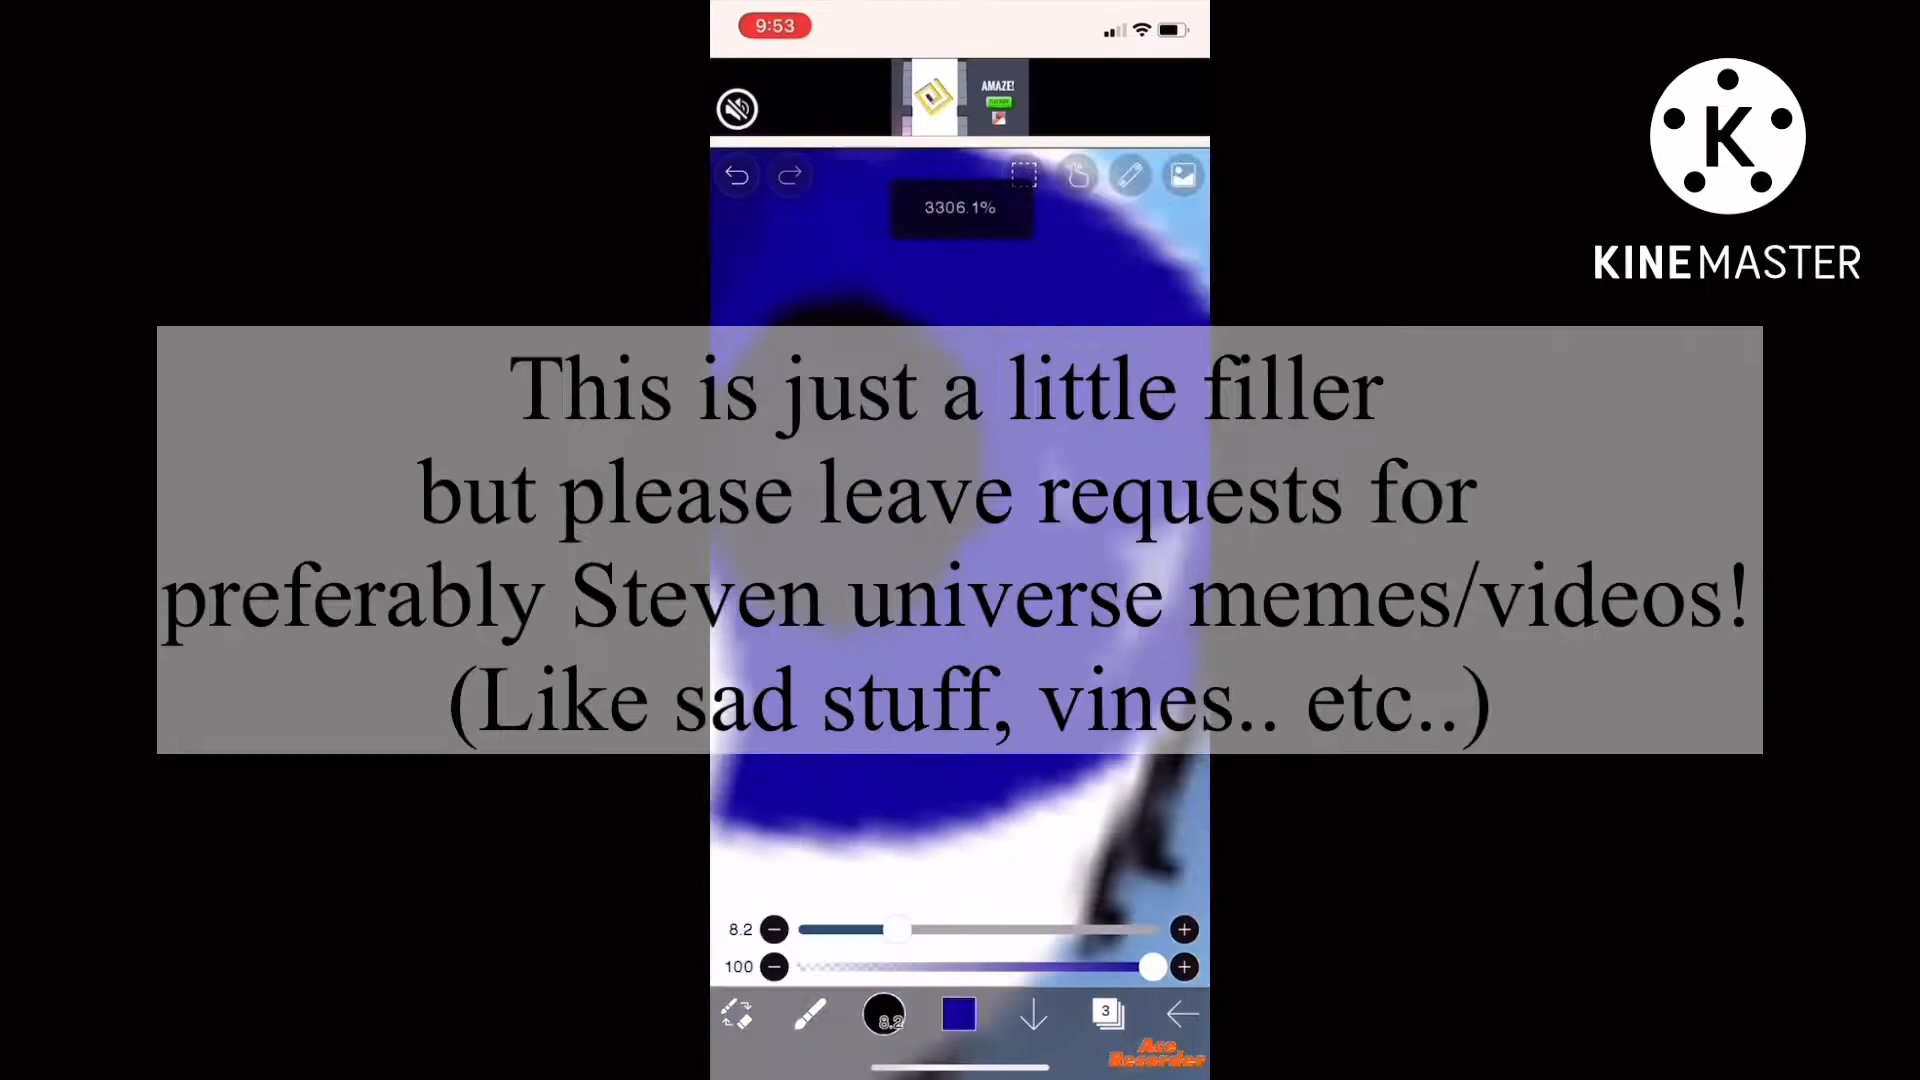 9:53
AMAZE!
3306.1%
K
KINEMASTER
This is just a little filler
but please leave requests for
preferably Steven universe memes/videos!
(Like sad stuff, vines.. etc..)
8.2
100
8.2
3
Arc
Recorder